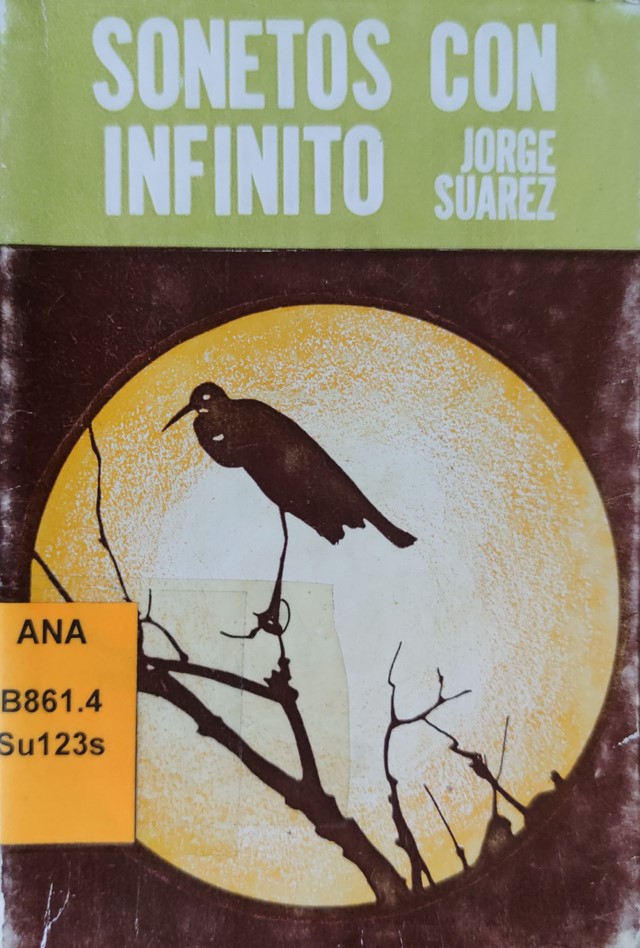 SONETOS CON
INFINITO
JORGE
SUAREZ
ANA
B861.4
Su123s